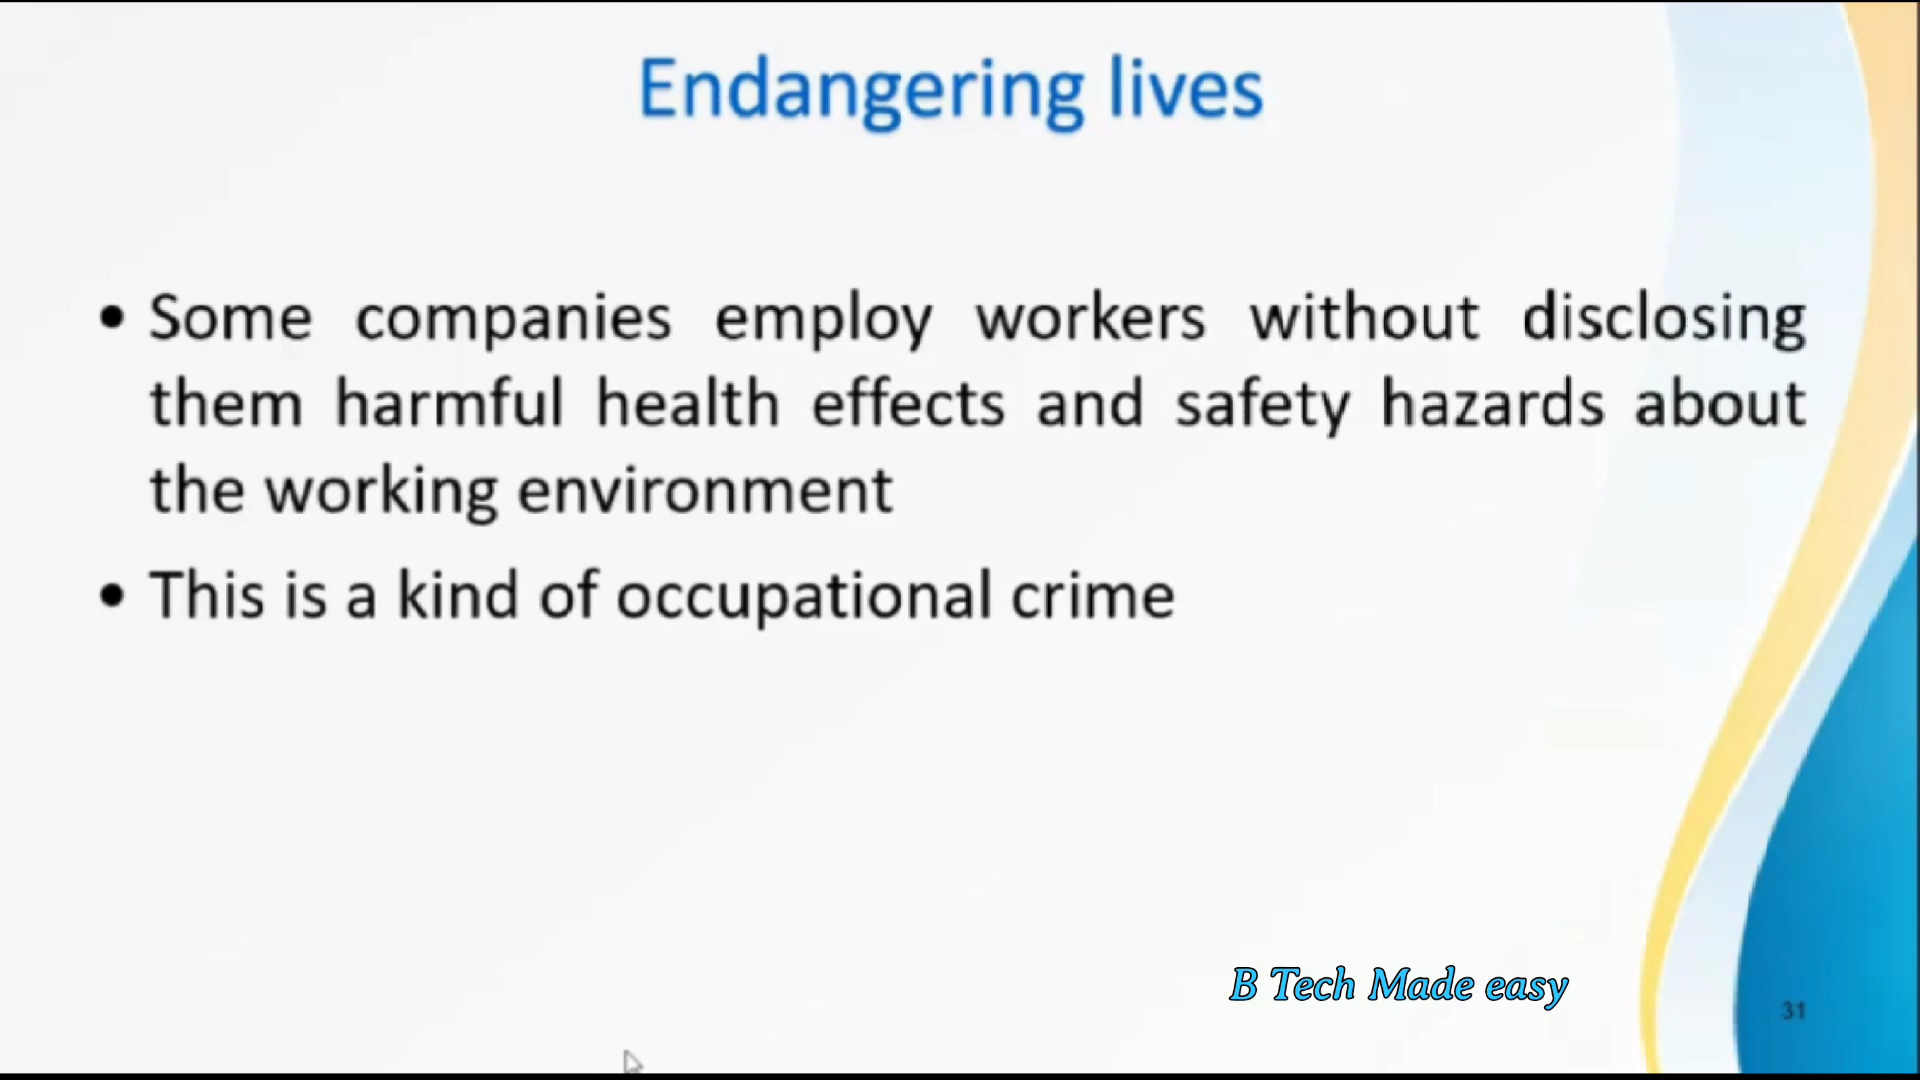 Endangering lives
• Some companies employ workers without disclosing
them harmful health effects and safety hazards about
the working environment
• This is a kind of occupational crime
B Tech Made easy
31